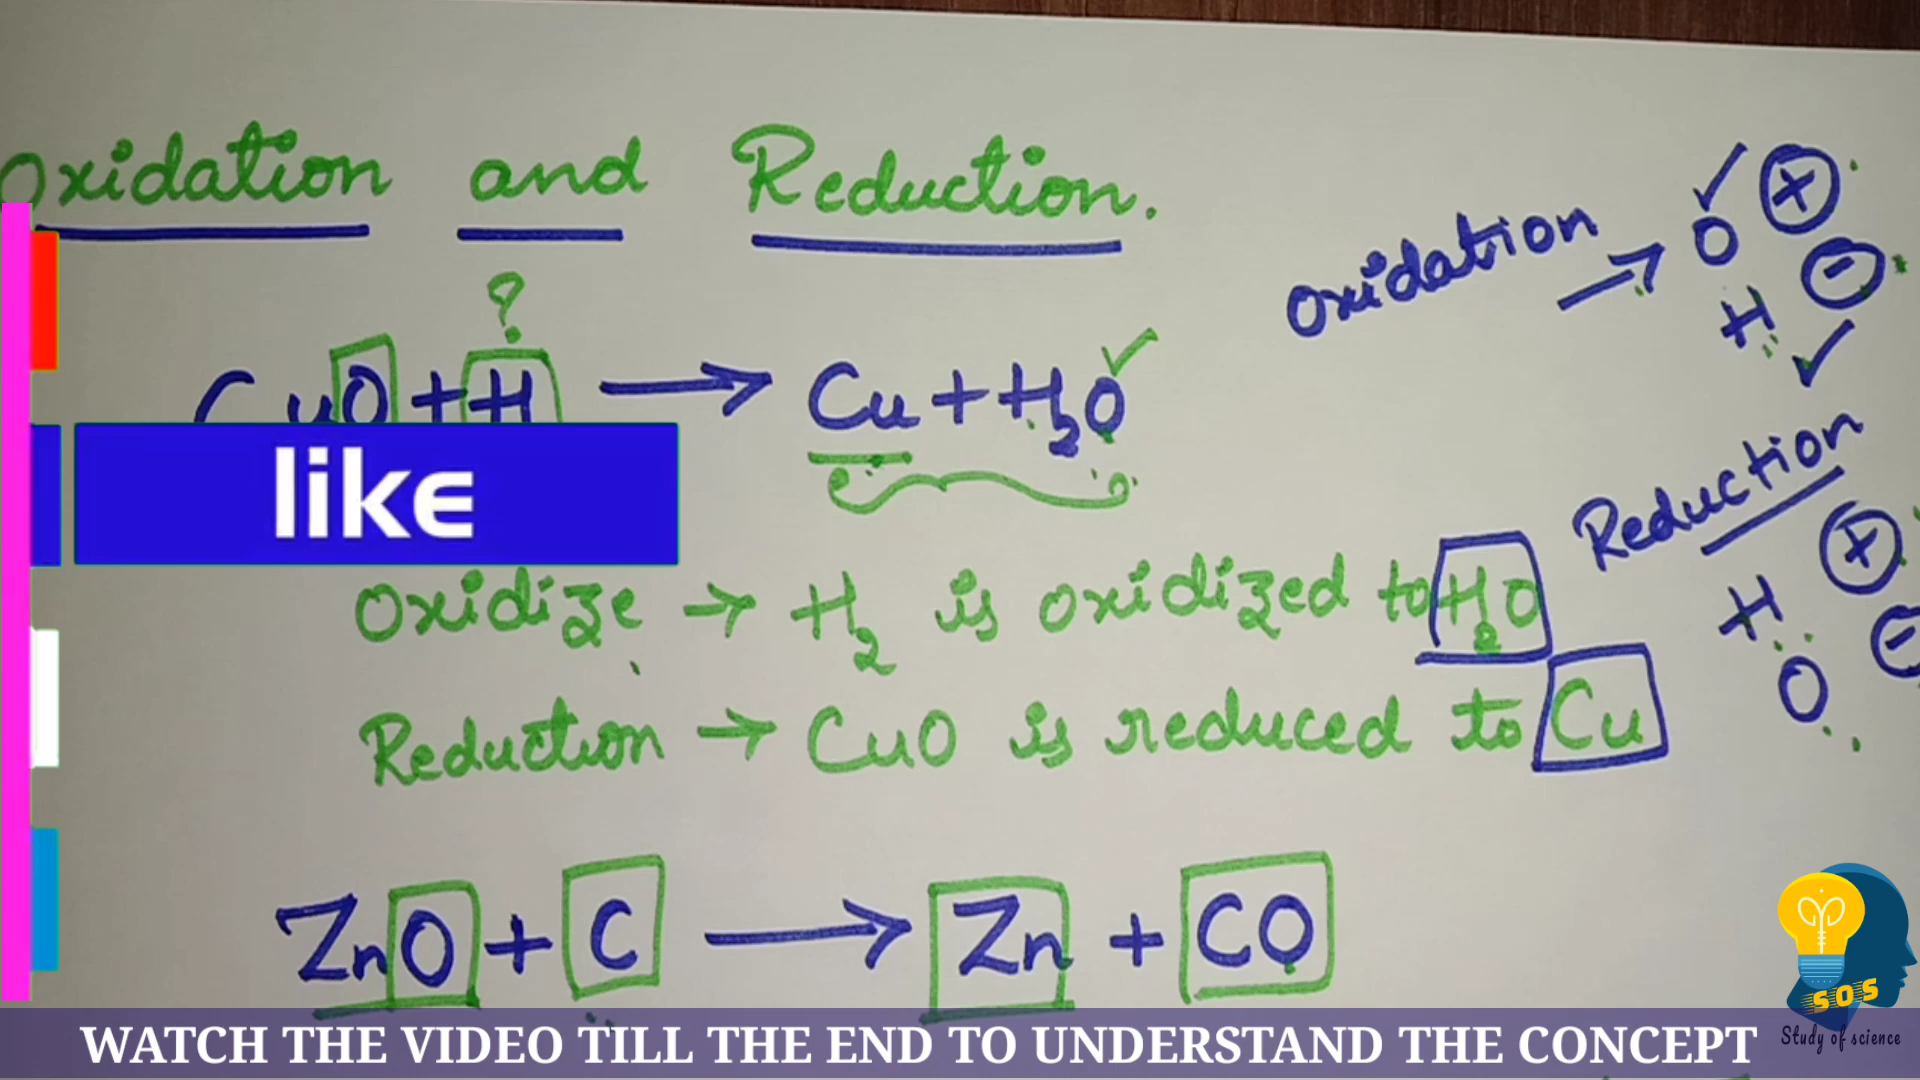 Oxidation and Reduction.
?
CuO + H → Cu + H₂O
like
Oxidize → H₂ is oxidized to H₂O
Reduction → CuO is reduced to Cu
ZnO + C → Zn + CO
Oxidation → O +
H −
Reduction
H +
O −
WATCH THE VIDEO TILL THE END TO UNDERSTAND THE CONCEPT
SOS
Study of science